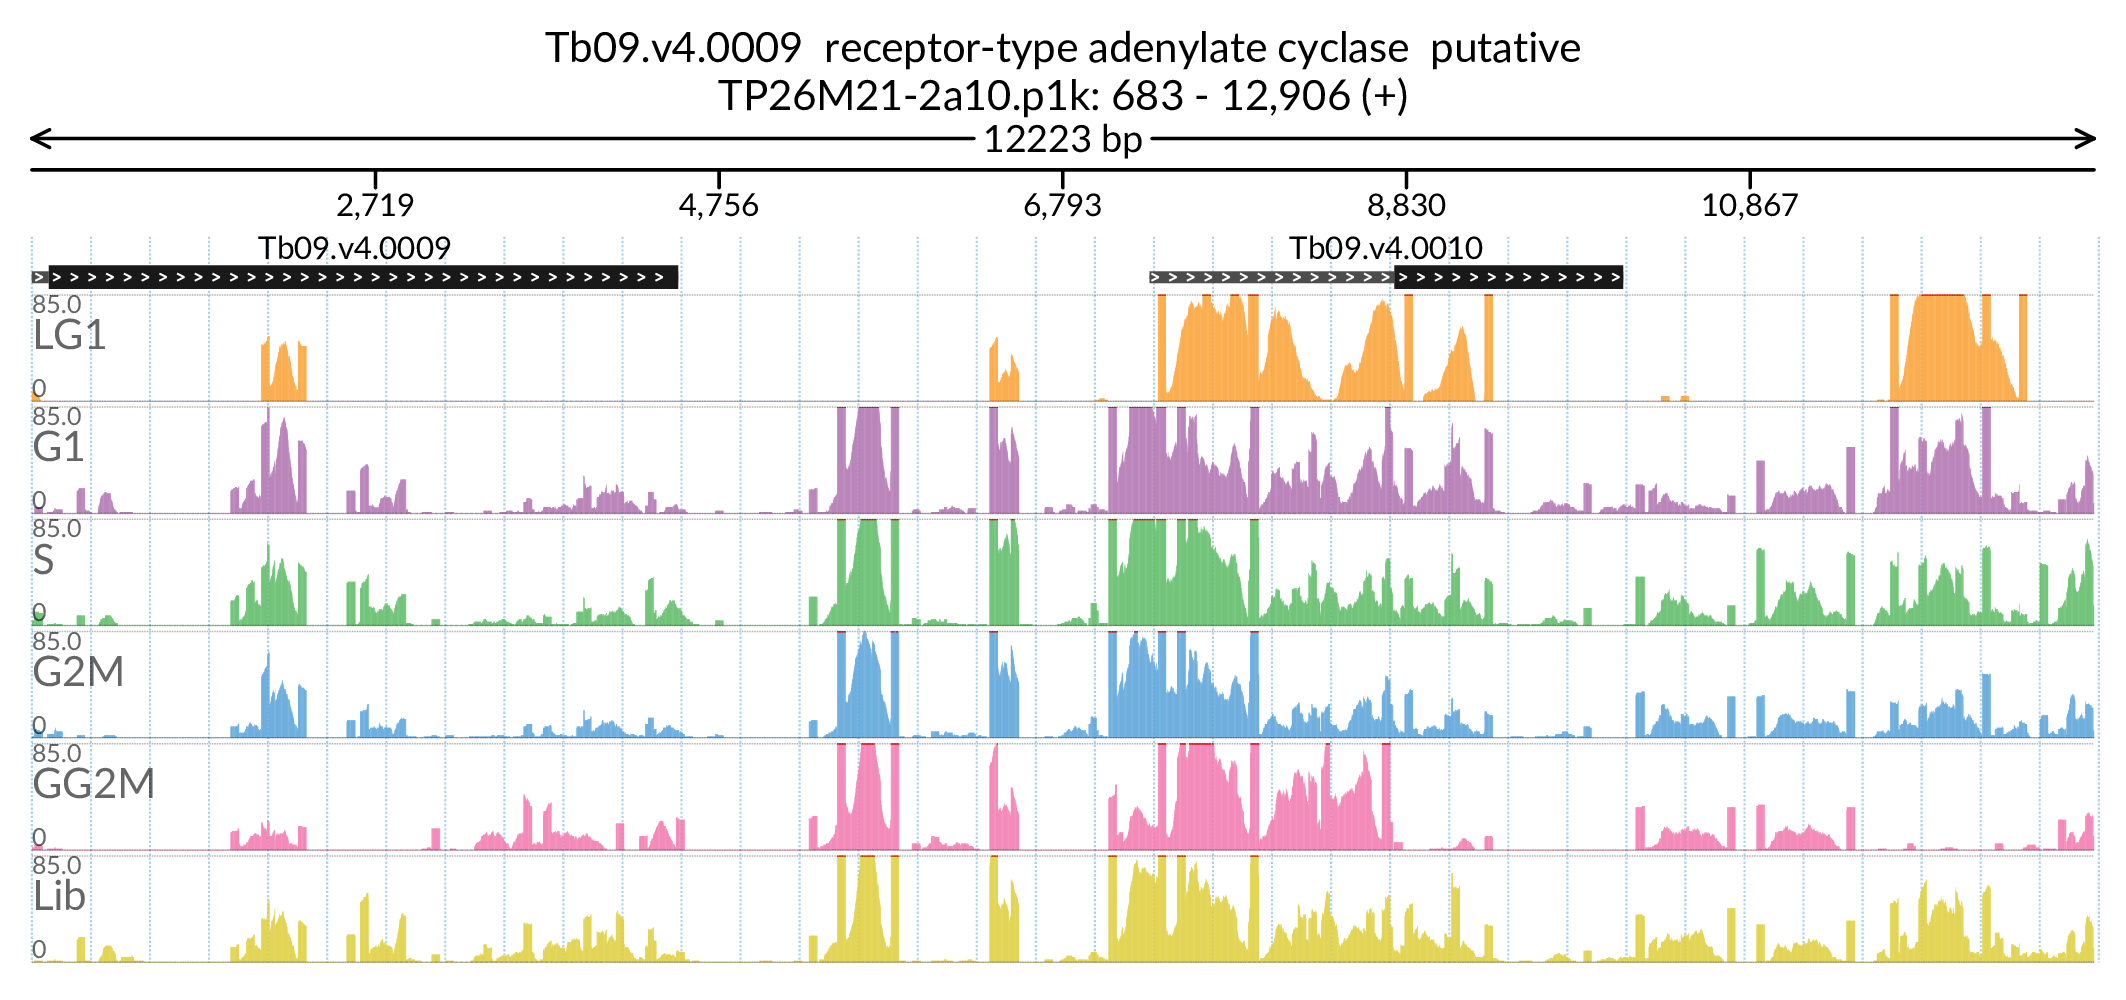 Tb09.v4.0009 receptor-type adenylate cyclase putative
TP26M21-2a10.p1k: 683 - 12,906 (+)
12223 bp
2,719 4,756 6,793 8,830 10,867
Tb09.v4.0009 Tb09.v4.0010
85.0
LG1
0
85.0
G1
0
85.0
S
0
85.0
G2M
0
85.0
GG2M
0
85.0
Lib
0